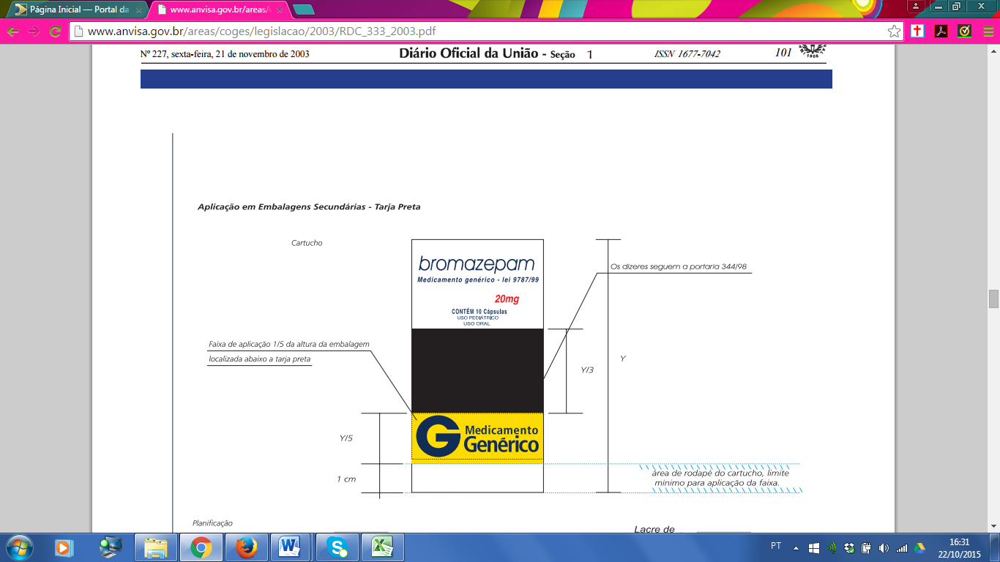 Página Inicial — Portal da
www.anvisa.gov.br/areas/
www.anvisa.gov.br/areas/coges/legislacao/2003/RDC_333_2003.pdf
Nº 227, sexta-feira, 21 de novembro de 2003
Diário Oficial da União - Seção 1
ISSN 1677-7042
101
Aplicação em Embalagens Secundárias - Tarja Preta
Cartucho
bromazepam
Medicamento genérico - lei 9787/99
20mg
CONTÉM 10 Cápsulas
USO PEDIÁTRICO
USO ORAL
Os dizeres seguem a portaria 344/98
Faixa de aplicação 1/5 da altura da embalagem
localizada abaixo a tarja preta
Y/3
Y
G Medicamento
Genérico
Y/5
1 cm
área de rodapé do cartucho, limite
mínimo para aplicação da faixa.
Planificação
Lacre de
PT
16:31
22/10/2015